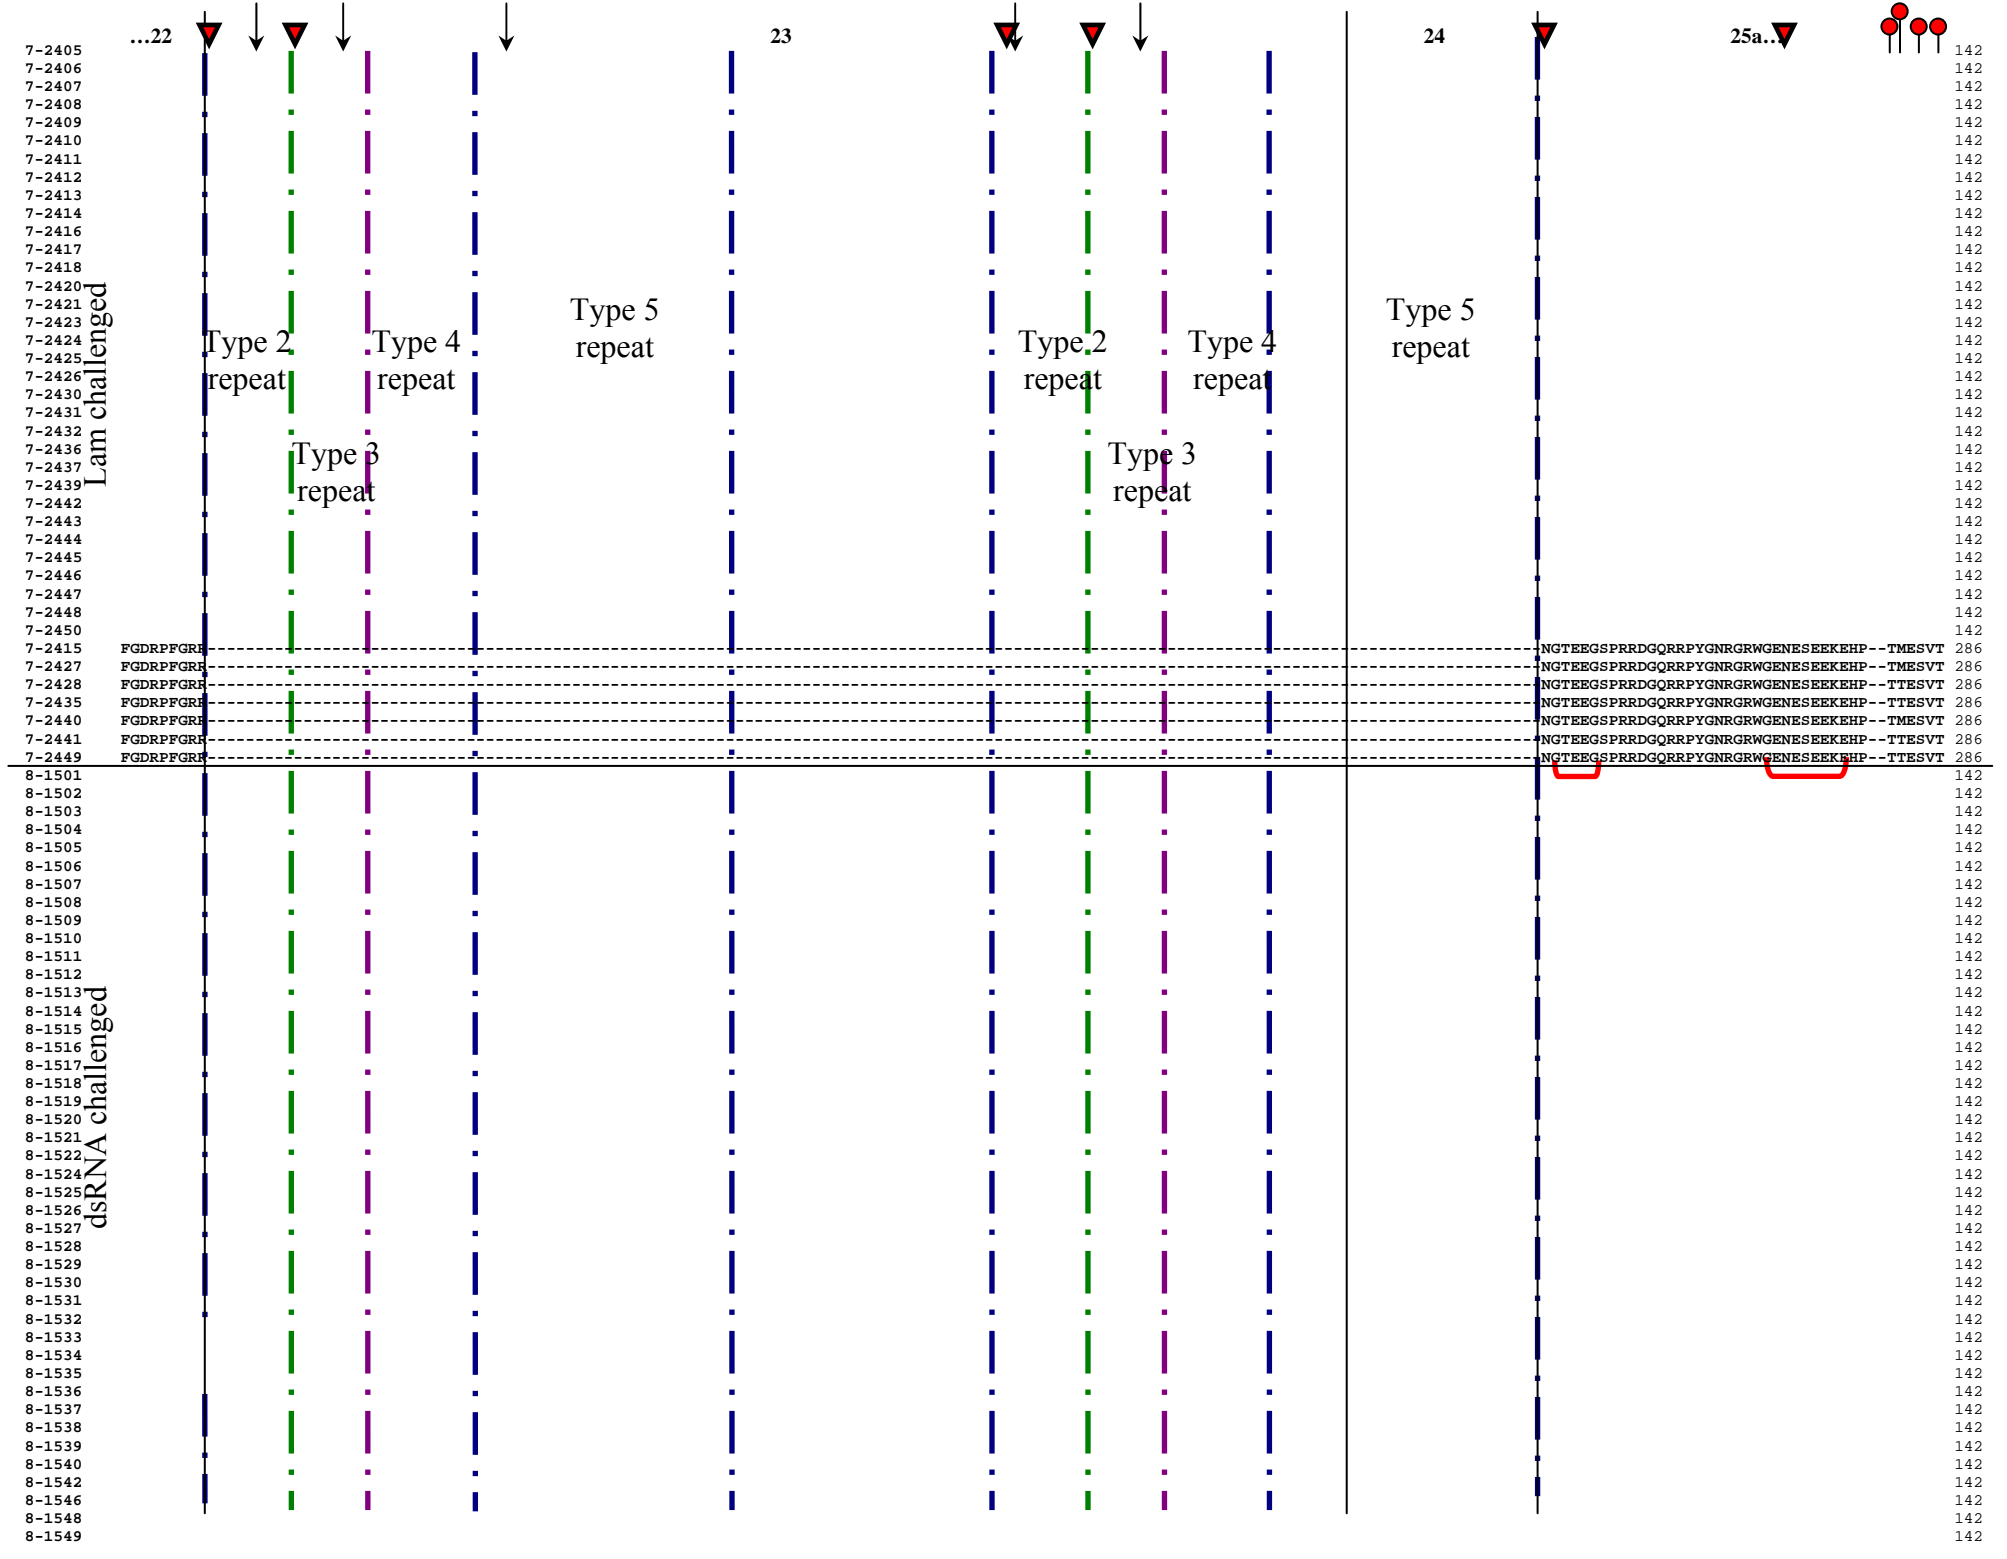 …22 23 24 25a…
7-2405 142
7-2406 142
7-2407 142
7-2408 142
7-2409 142
7-2410 142
7-2411 142
7-2412 142
7-2413 142
7-2414 142
7-2416 142
7-2417 142
7-2418 142
7-2420 142
7-2421 142
7-2423 142
7-2424 142
7-2425 142
7-2426 142
7-2430 142
7-2431 142
7-2432 142
7-2436 142
7-2437 142
7-2439 142
7-2442 142
7-2443 142
7-2444 142
7-2445 142
7-2446 142
7-2447 142
7-2448 142
7-2450 142
Lam challenged
Type 2
repeat
Type 3
repeat
Type 4
repeat
Type 5
repeat
Type 2
repeat
Type 3
repeat
Type 4
repeat
Type 5
repeat
7-2415 FGDRPFGRR NGTEEGSPRRDGQRRPYGNRGRWGENESEEKEHP--TMESVT 286
7-2427 FGDRPFGRR NGTEEGSPRRDGQRRPYGNRGRWGENESEEKEHP--TMESVT 286
7-2428 FGDRPFGRR NGTEEGSPRRDGQRRPYGNRGRWGENESEEKEHP--TTESVT 286
7-2435 FGDRPFGRR NGTEEGSPRRDGQRRPYGNRGRWGENESEEKEHP--TTESVT 286
7-2440 FGDRPFGRR NGTEEGSPRRDGQRRPYGNRGRWGENESEEKEHP--TMESVT 286
7-2441 FGDRPFGRR NGTEEGSPRRDGQRRPYGNRGRWGENESEEKEHP--TTESVT 286
7-2449 FGDRPFGRR NGTEEGSPRRDGQRRPYGNRGRWGENESEEKEHP--TTESVT 286
8-1501 142
8-1502 142
8-1503 142
8-1504 142
8-1505 142
8-1506 142
8-1507 142
8-1508 142
8-1509 142
8-1510 142
8-1511 142
8-1512 142
8-1513 142
8-1514 142
8-1515 142
8-1516 142
8-1517 142
8-1518 142
8-1519 142
8-1520 142
8-1521 142
8-1522 142
8-1524 142
8-1525 142
8-1526 142
8-1527 142
8-1528 142
8-1529 142
8-1530 142
8-1531 142
8-1532 142
8-1533 142
8-1534 142
8-1535 142
8-1536 142
8-1537 142
8-1538 142
8-1539 142
8-1540 142
8-1542 142
8-1546 142
8-1548 142
8-1549 142
dsRNA challenged